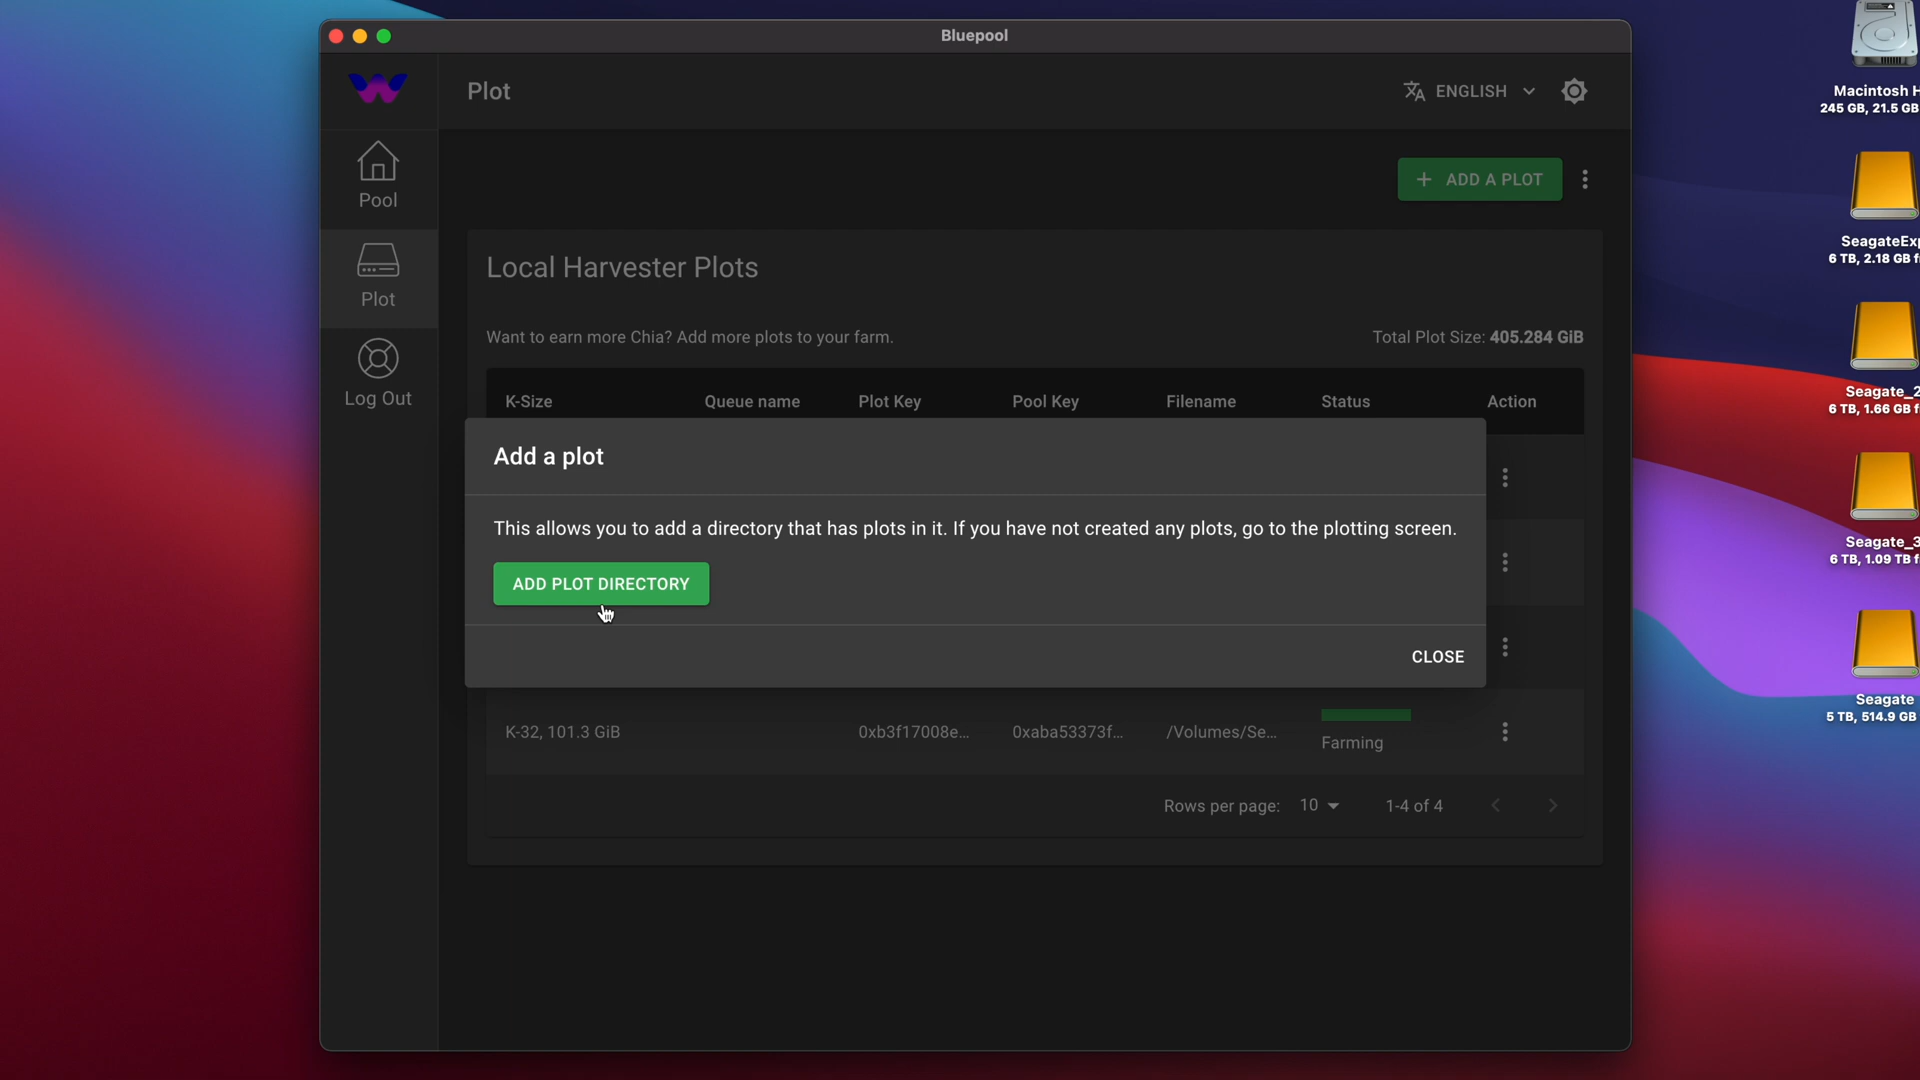 Bluepool
Plot
ENGLISH
Pool
Plot
Log Out
+ ADD A PLOT
Local Harvester Plots
Want to earn more Chia? Add more plots to your farm.
Total Plot Size: 405.284 GiB
K-Size Queue name Plot Key Pool Key Filename Status Action
Add a plot
This allows you to add a directory that has plots in it. If you have not created any plots, go to the plotting screen.
ADD PLOT DIRECTORY
CLOSE
K-32, 101.3 GiB 0xb3f17008e... 0xaba53373f... /Volumes/Se... Farming
Rows per page: 10 1-4 of 4
Macintosh H
245 GB, 21.5 GB
SeagateExp
6 TB, 2.18 GB f
Seagate_2
6 TB, 1.66 GB f
Seagate_3
6 TB, 1.09 TB f
Seagate
5 TB, 514.9 GB